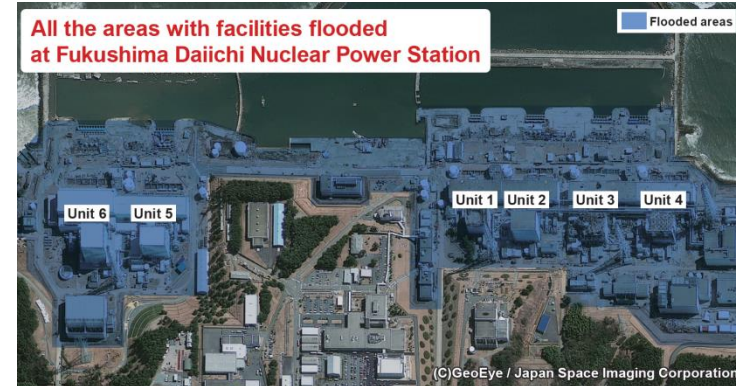 All the areas with facilities flooded
at Fukushima Daiichi Nuclear Power Station
Flooded areas
Unit 6
Unit 5
Unit 1
Unit 2
Unit 3
Unit 4
(C)GeoEye / Japan Space Imaging Corporation